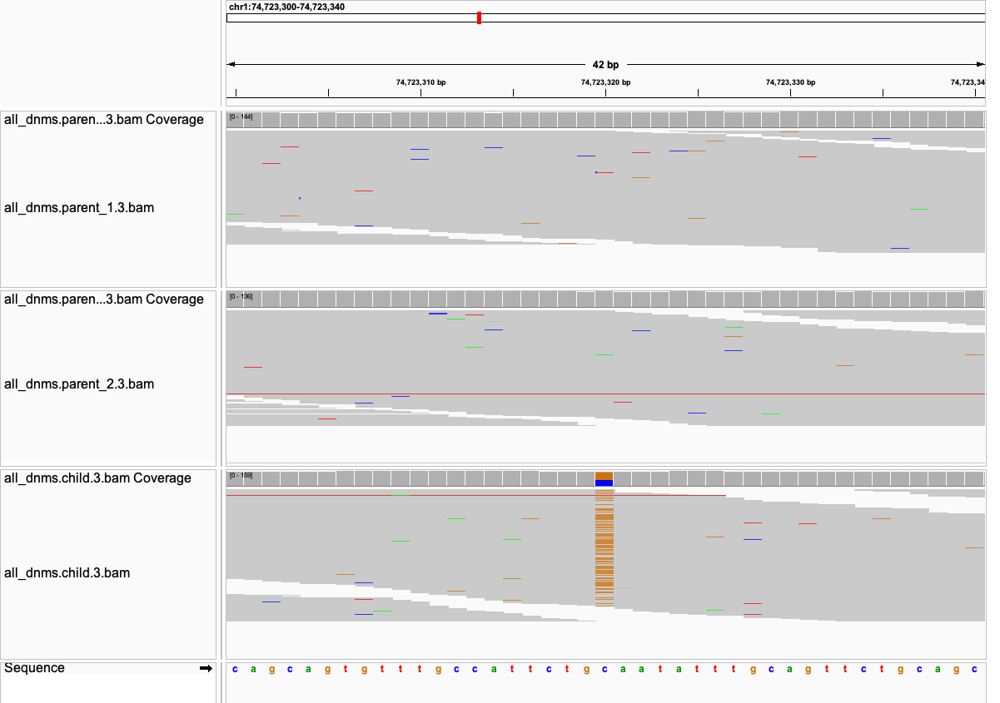 chr1:74,723,300-74,723,340
42 bp
74,723,310 bp 74,723,320 bp 74,723,330 bp 74,723,34
all_dnms.paren...3.bam Coverage
[0 - 144]
all_dnms.parent_1.3.bam
all_dnms.paren...3.bam Coverage
[0 - 136]
all_dnms.parent_2.3.bam
all_dnms.child.3.bam Coverage
[0 - 159]
all_dnms.child.3.bam
Sequence c a g c a g t g t t t g c c a t t c t g c a a t a t t t g c a g t t c t g c a g c